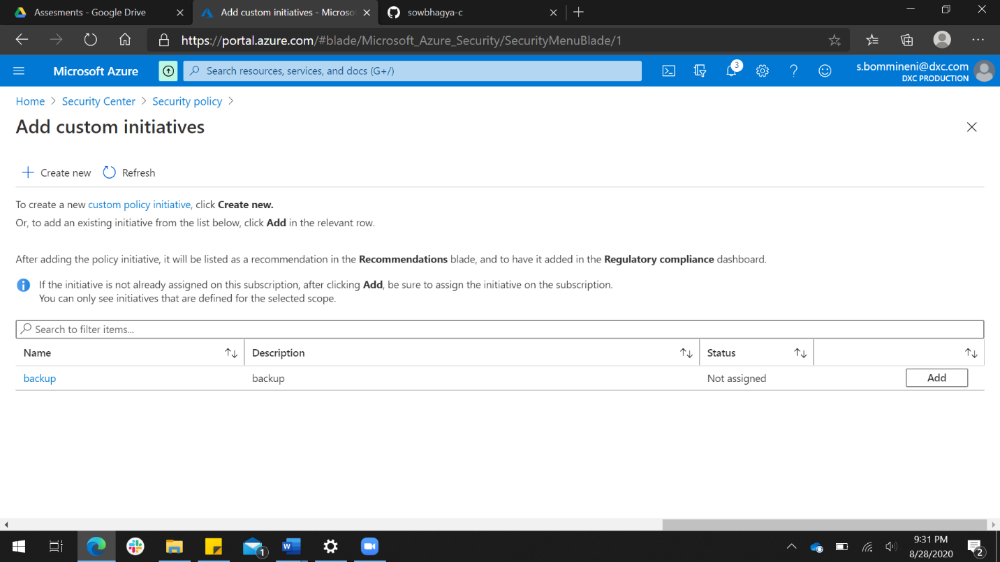 Assesments - Google Drive
Add custom initiatives - Microso
sowbhagya-c
https://portal.azure.com/#blade/Microsoft_Azure_Security/SecurityMenuBlade/1
Microsoft Azure
Search resources, services, and docs (G+/)
3
s.bommineni@dxc.com
DXC PRODUCTION
Home > Security Center > Security policy >
Add custom initiatives
Create new
Refresh
To create a new custom policy initiative, click Create new.
Or, to add an existing initiative from the list below, click Add in the relevant row.
After adding the policy initiative, it will be listed as a recommendation in the Recommendations blade, and to have it added in the Regulatory compliance dashboard.
If the initiative is not already assigned on this subscription, after clicking Add, be sure to assign the initiative on the subscription.
You can only see initiatives that are defined for the selected scope.
Search to filter items...
Name Description Status
backup backup Not assigned Add
1
W
9:31 PM
8/28/2020
2